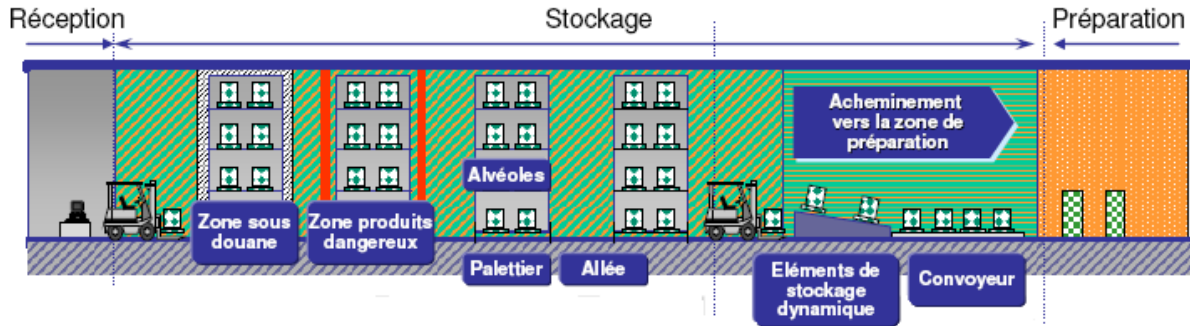 Réception
Stockage
Préparation
Acheminement
vers la zone de
préparation
Alvéoles
Zone sous
douane
Zone produits
dangereux
Palettier
Allée
Eléments de
stockage
dynamique
Convoyeur